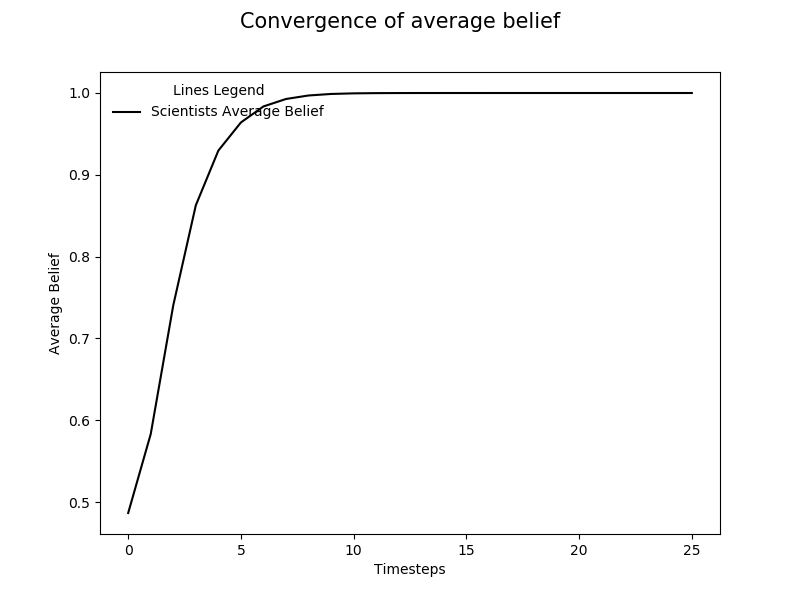 Convergence of average belief
Lines Legend
Scientists Average Belief
1.0
0.9
0.8
0.7
0.6
0.5
Average Belief
0 5 10 15 20 25
Timesteps